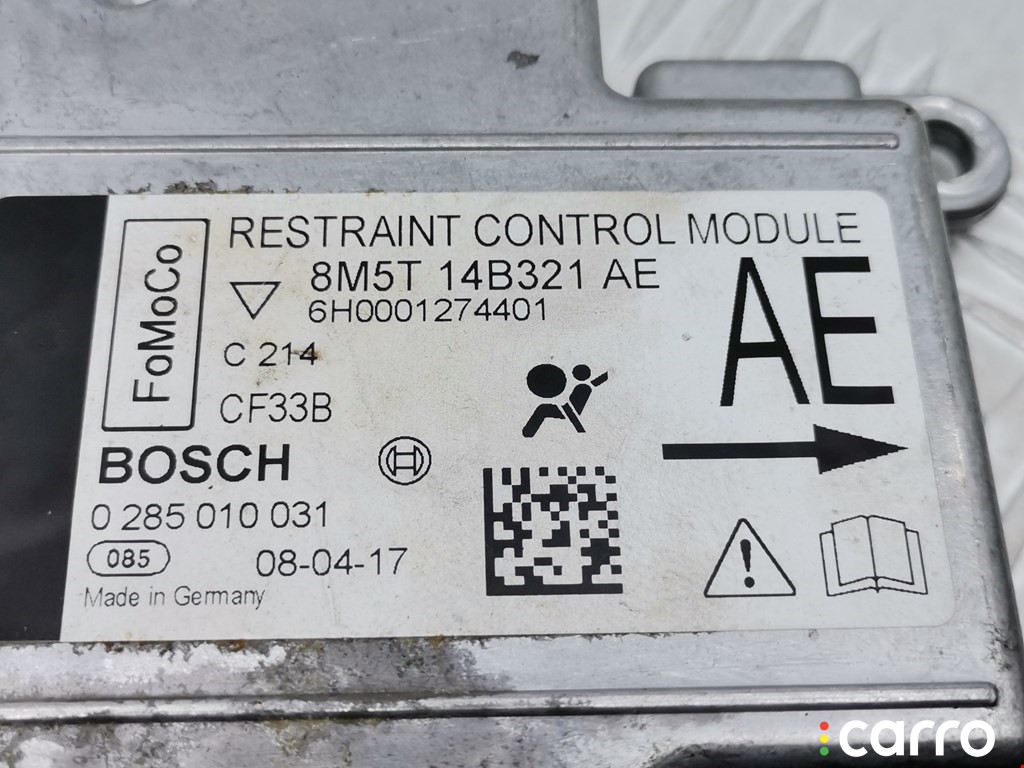 FoMoCo
RESTRAINT CONTROL MODULE
8M5T 14B321 AE
6H0001274401
C 214
CF33B
AE
BOSCH
0 285 010 031
085 08-04-17
Made in Germany
carro